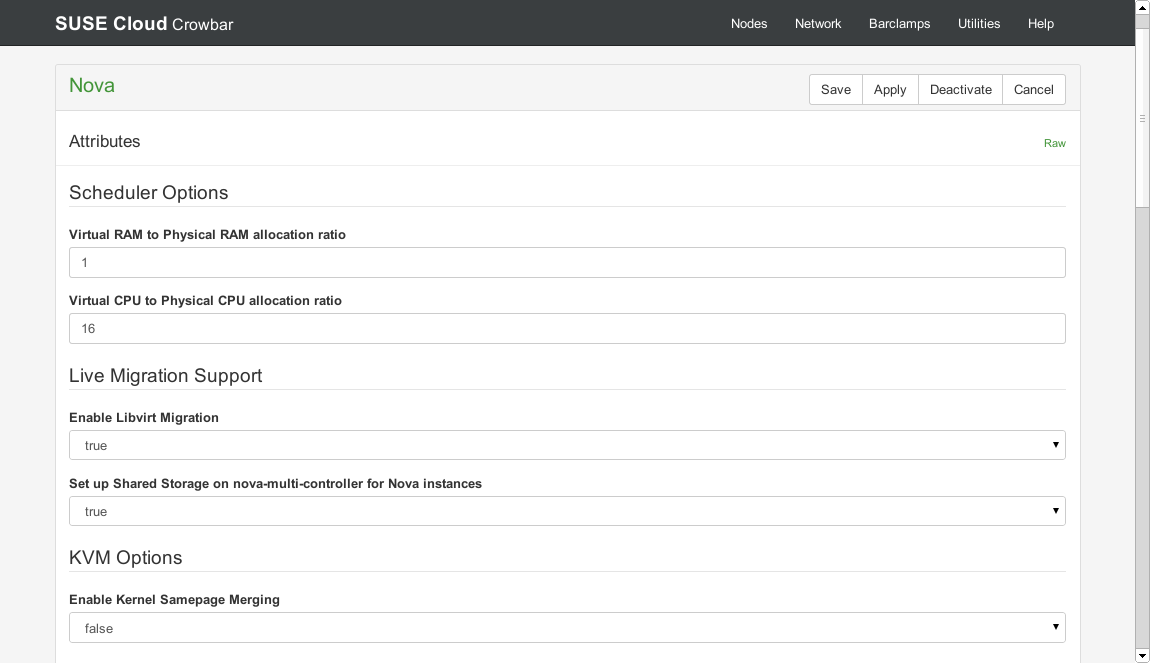 SUSE Cloud Crowbar
Nodes Network Barclamps Utilities Help
Nova
Save Apply Deactivate Cancel
Attributes
Raw
Scheduler Options
Virtual RAM to Physical RAM allocation ratio
1
Virtual CPU to Physical CPU allocation ratio
16
Live Migration Support
Enable Libvirt Migration
true
Set up Shared Storage on nova-multi-controller for Nova instances
true
KVM Options
Enable Kernel Samepage Merging
false